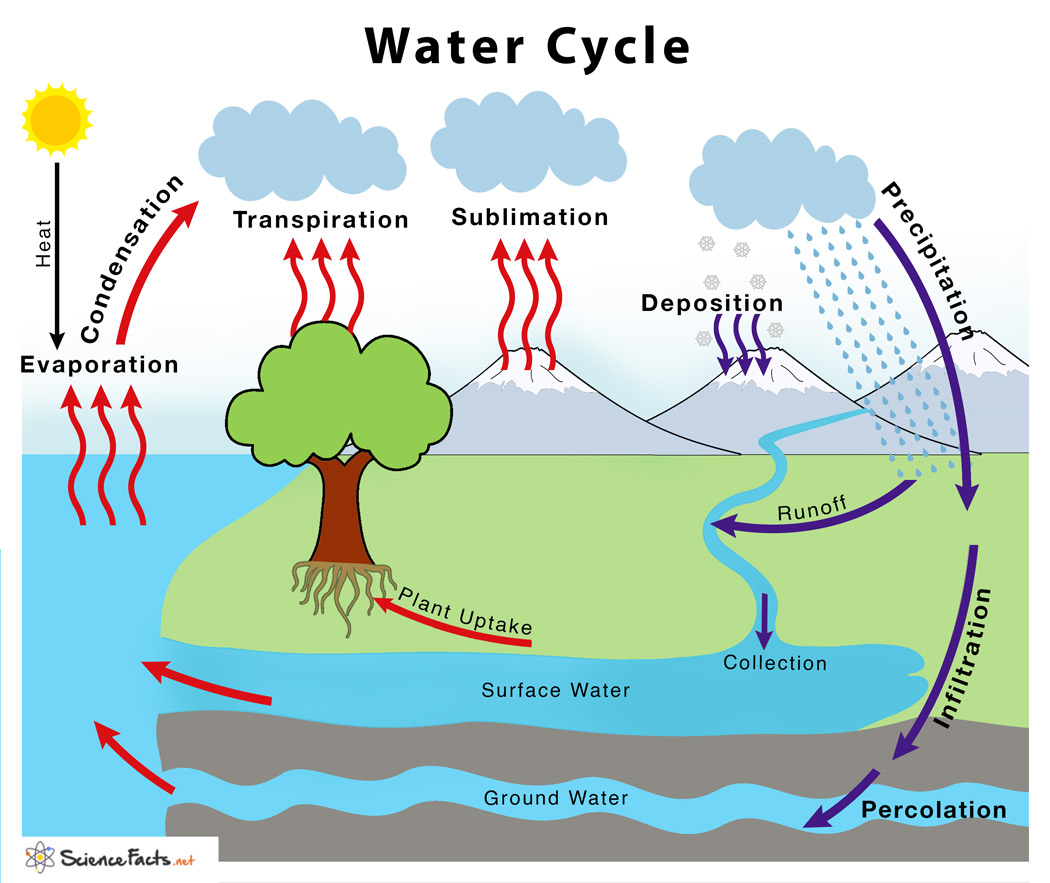 Water Cycle
Heat
Condensation
Evaporation
Transpiration
Sublimation
Deposition
Precipitation
Runoff
Plant Uptake
Collection
Surface Water
Infiltration
Ground Water
Percolation
ScienceFacts.net